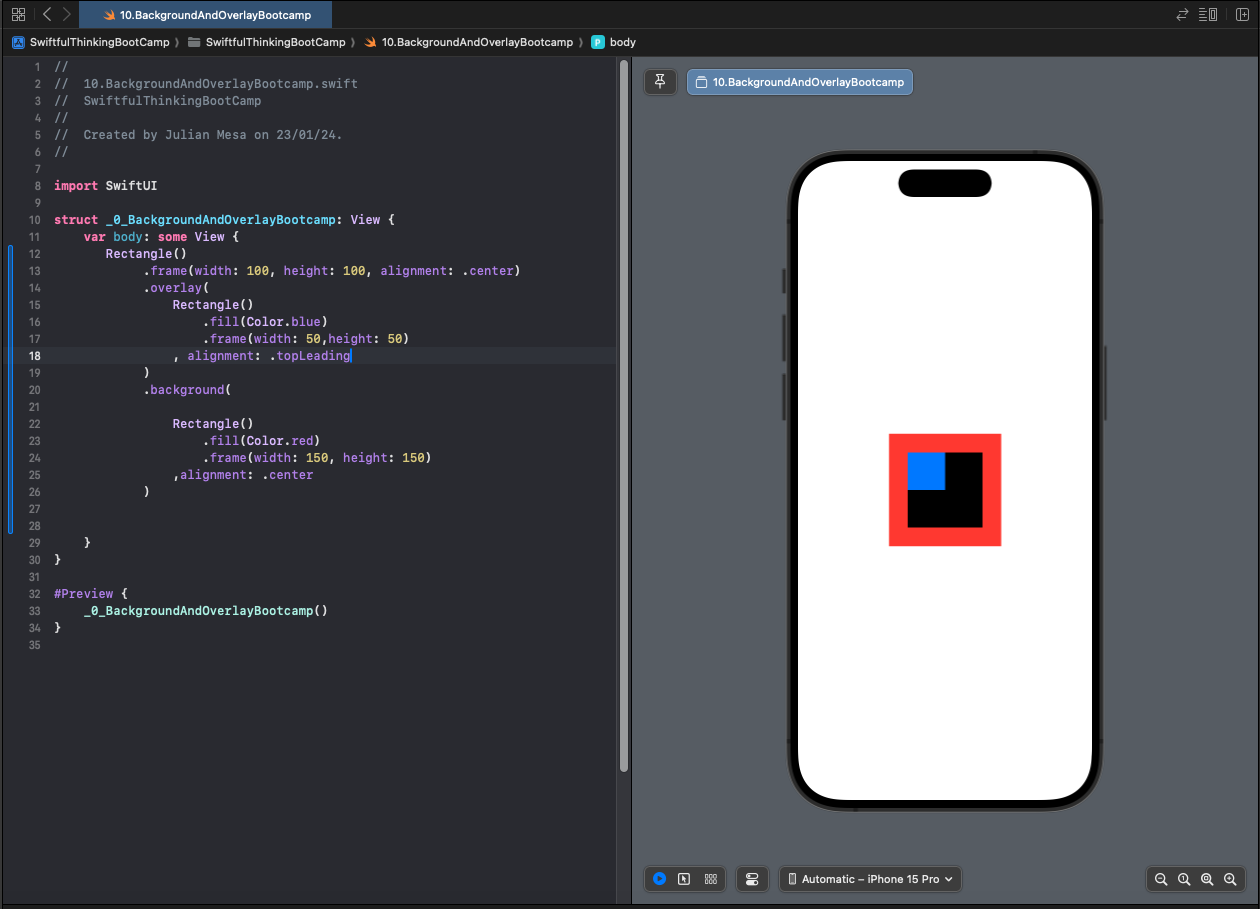 10.BackgroundAndOverlayBootcamp
SwiftfulThinkingBootCamp ⟩ SwiftfulThinkingBootCamp ⟩ 10.BackgroundAndOverlayBootcamp ⟩ P body
1 //
2 //  10.BackgroundAndOverlayBootcamp.swift
3 //  SwiftfulThinkingBootCamp
4 //
5 //  Created by Julian Mesa on 23/01/24.
6 //
7
8 import SwiftUI
9
10 struct _0_BackgroundAndOverlayBootcamp: View {
11     var body: some View {
12        Rectangle()
13             .frame(width: 100, height: 100, alignment: .center)
14             .overlay(
15                 Rectangle()
16                     .fill(Color.blue)
17                     .frame(width: 50,height: 50)
18                 , alignment: .topLeading
19             )
20             .background(
21
22                 Rectangle()
23                     .fill(Color.red)
24                     .frame(width: 150, height: 150)
25                 ,alignment: .center
26             )
27
28
29     }
30 }
31
32 #Preview {
33     _0_BackgroundAndOverlayBootcamp()
34 }
35
10.BackgroundAndOverlayBootcamp
Automatic – iPhone 15 Pro
1